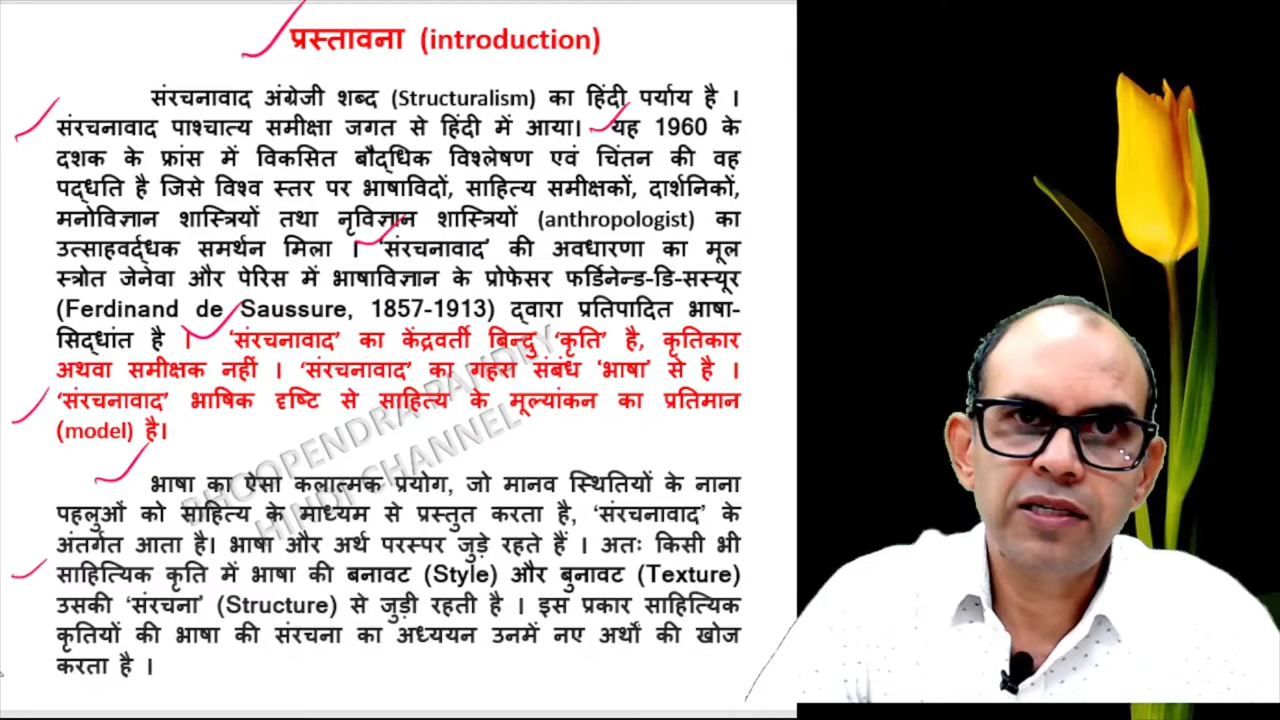 प्रस्तावना (introduction)
संरचनावाद अंग्रेजी शब्द (Structuralism) का हिंदी पर्याय है ।
संरचनावाद पाश्चात्य समीक्षा जगत से हिंदी में आया। यह 1960 के
दशक के फ्रांस में विकसित बौद्धिक विश्लेषण एवं चिंतन की वह
पद्धति है जिसे विश्व स्तर पर भाषाविदों, साहित्य समीक्षकों, दार्शनिकों,
मनोविज्ञान शास्त्रियों तथा नृविज्ञान शास्त्रियों (anthropologist) का
उत्साहवर्द्धक समर्थन मिला । 'संरचनावाद' की अवधारणा का मूल
स्त्रोत जेनेवा और पेरिस में भाषाविज्ञान के प्रोफेसर फर्डिनेन्ड-डि-सस्यूर
(Ferdinand de Saussure, 1857-1913) द्वारा प्रतिपादित भाषा-
सिद्धांत है । 'संरचनावाद' का केंद्रवर्ती बिन्दु 'कृति' है, कृतिकार
अथवा समीक्षक नहीं । 'संरचनावाद' का गहरा संबंध 'भाषा' से है ।
'संरचनावाद' भाषिक दृष्टि से साहित्य के मूल्यांकन का प्रतिमान
(model) है।
भाषा का ऐसा कलात्मक प्रयोग, जो मानव स्थितियों के नाना
पहलुओं को साहित्य के माध्यम से प्रस्तुत करता है, 'संरचनावाद' के
अंतर्गत आता है। भाषा और अर्थ परस्पर जुड़े रहते हैं । अतः किसी भी
साहित्यिक कृति में भाषा की बनावट (Style) और बुनावट (Texture)
उसकी 'संरचना' (Structure) से जुड़ी रहती है । इस प्रकार साहित्यिक
कृतियों की भाषा की संरचना का अध्ययन उनमें नए अर्थों की खोज
करता है ।
BHOOPENDRA PANDEY
HINDI CHANNEL